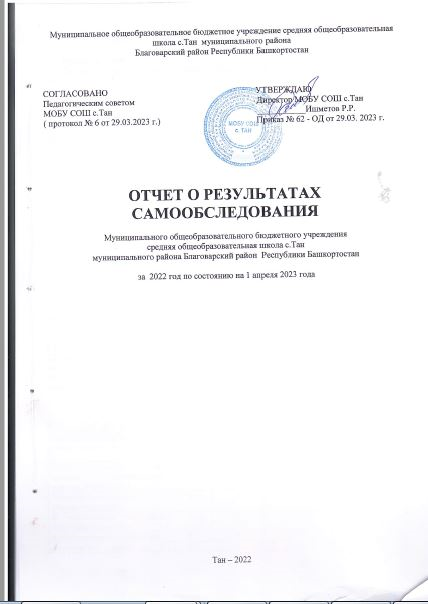 Муниципальное общеобразовательное бюджетное учреждение средняя общеобразовательная
школа с.Тан муниципального района
Благоварский район Республики Башкортостан
СОГЛАСОВАНО
Педагогическим советом
МОБУ СОШ с.Тан
( протокол № 6 от 29.03.2023 г.)
УТВЕРЖДАЮ
Директор МОБУ СОШ с.Тан
Ишметов Р.Р.
Приказ № 62 - ОД от 29.03. 2023 г.
МОБУ СОШ
с. ТАН
ОТЧЕТ О РЕЗУЛЬТАТАХ
САМООБСЛЕДОВАНИЯ
Муниципального общеобразовательного бюджетного учреждения
средняя общеобразовательная школа с.Тан
муниципального района Благоварский район Республики Башкортостан
за 2022 год по состоянию на 1 апреля 2023 года
Тан – 2022